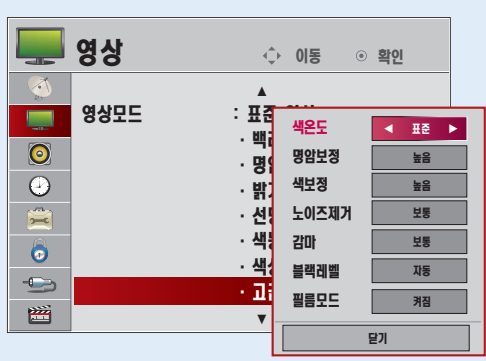 영상
이동
확인
영상모드 : 표준
색온도 ◀ 표준 ▶
명암보정 높음
색보정 높음
노이즈제거 보통
감마 보통
블랙레벨 자동
필름모드 켜짐
닫기